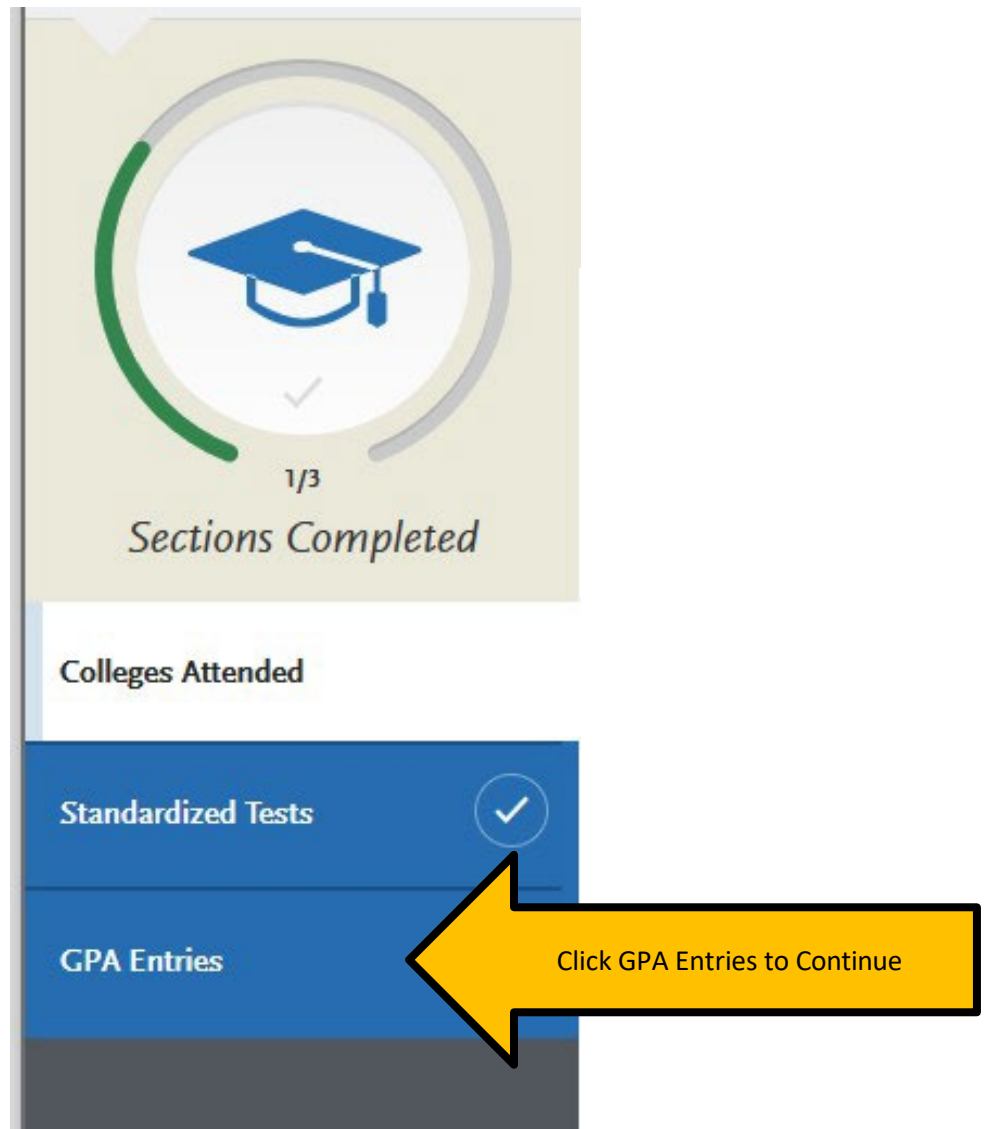 1/3
Sections Completed
Colleges Attended
Standardized Tests
GPA Entries
Click GPA Entries to Continue